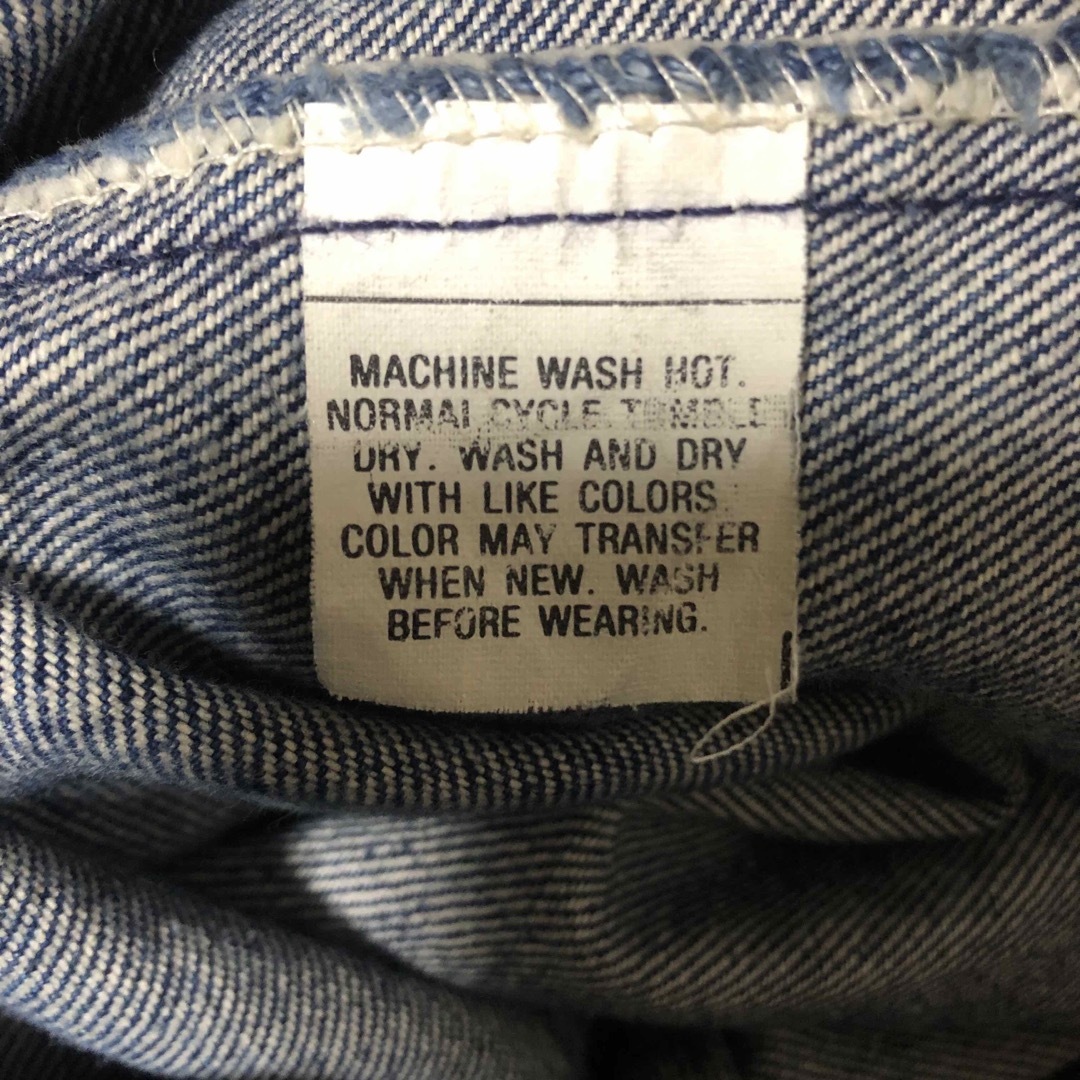 MACHINE WASH HOT.
NORMAL CYCLE TUMBLE
DRY. WASH AND DRY
WITH LIKE COLORS
COLOR MAY TRANSFER
WHEN NEW. WASH
BEFORE WEARING.